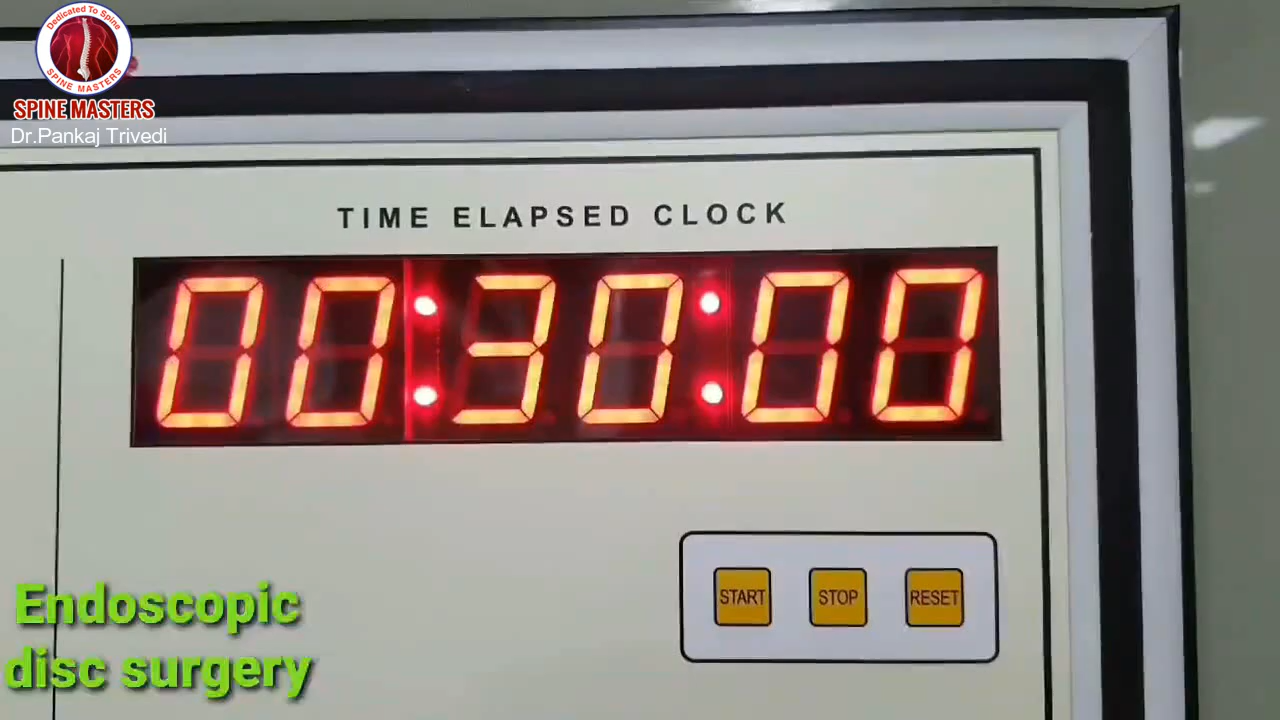 Dedicated To Spine
SPINE MASTERS
SPINE MASTERS
Dr.Pankaj Trivedi
TIME ELAPSED CLOCK
00:30:00
START STOP RESET
Endoscopic
disc surgery